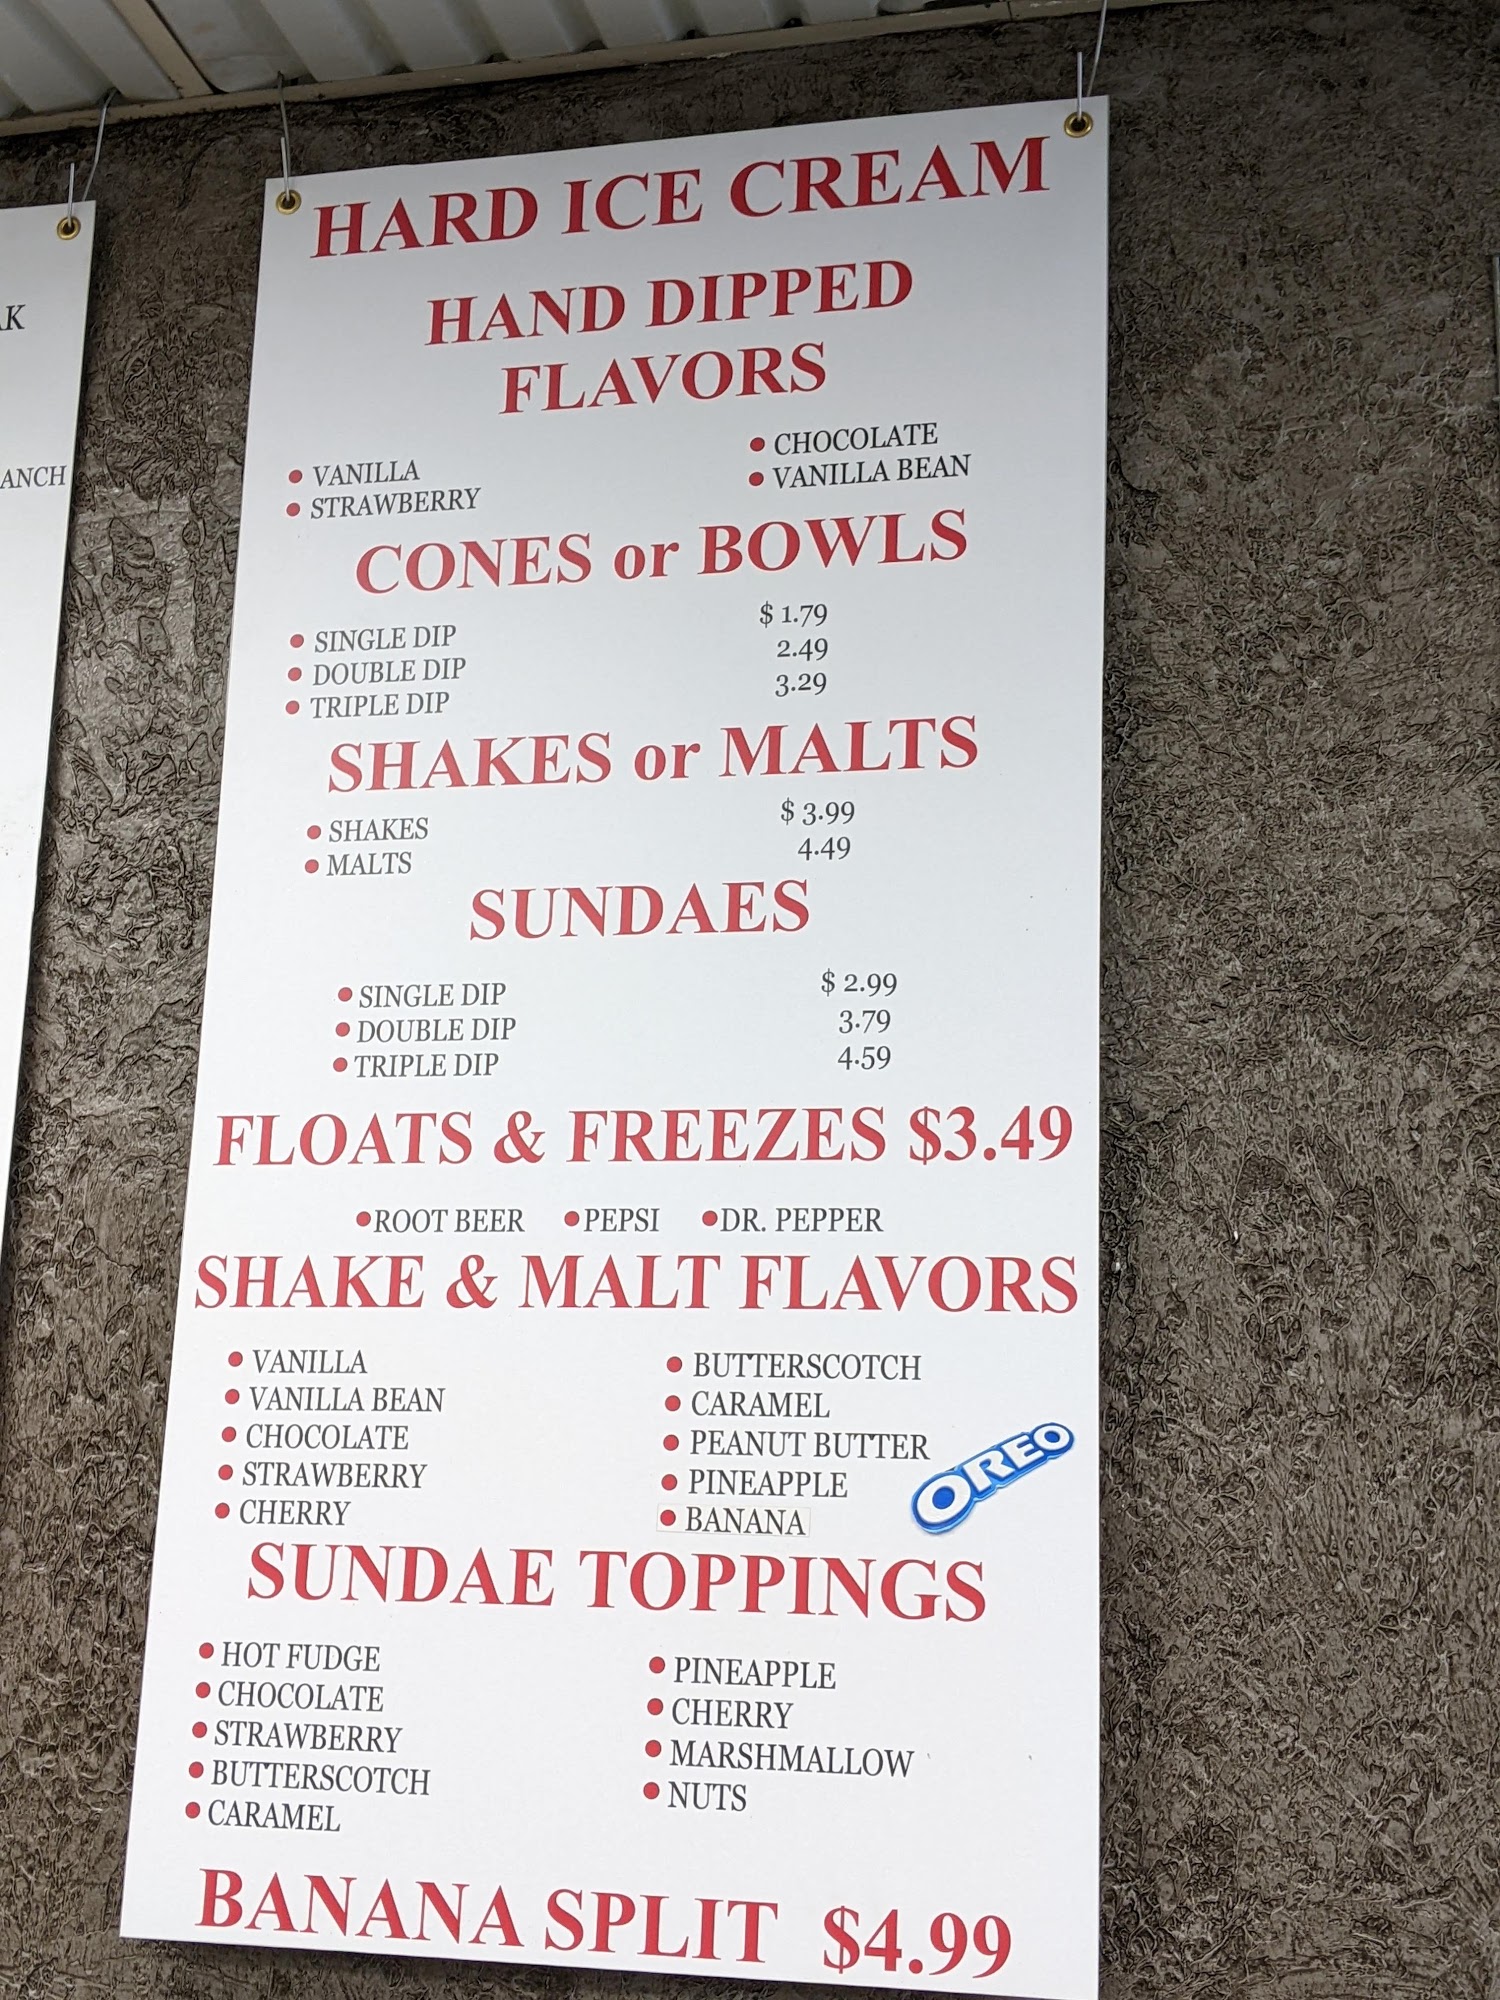 AK
ANCH
HARD ICE CREAM
HAND DIPPED
FLAVORS
• VANILLA
• STRAWBERRY
• CHOCOLATE
• VANILLA BEAN
CONES or BOWLS
• SINGLE DIP $ 1.79
• DOUBLE DIP 2.49
• TRIPLE DIP 3.29
SHAKES or MALTS
• SHAKES $ 3.99
• MALTS 4.49
SUNDAES
• SINGLE DIP $ 2.99
• DOUBLE DIP 3.79
• TRIPLE DIP 4.59
FLOATS & FREEZES $3.49
•ROOT BEER •PEPSI •DR. PEPPER
SHAKE & MALT FLAVORS
• VANILLA
• VANILLA BEAN
• CHOCOLATE
• STRAWBERRY
• CHERRY
• BUTTERSCOTCH
• CARAMEL
• PEANUT BUTTER
• PINEAPPLE
• BANANA
OREO
SUNDAE TOPPINGS
• HOT FUDGE
• CHOCOLATE
• STRAWBERRY
• BUTTERSCOTCH
• CARAMEL
• PINEAPPLE
• CHERRY
• MARSHMALLOW
• NUTS
BANANA SPLIT $4.99